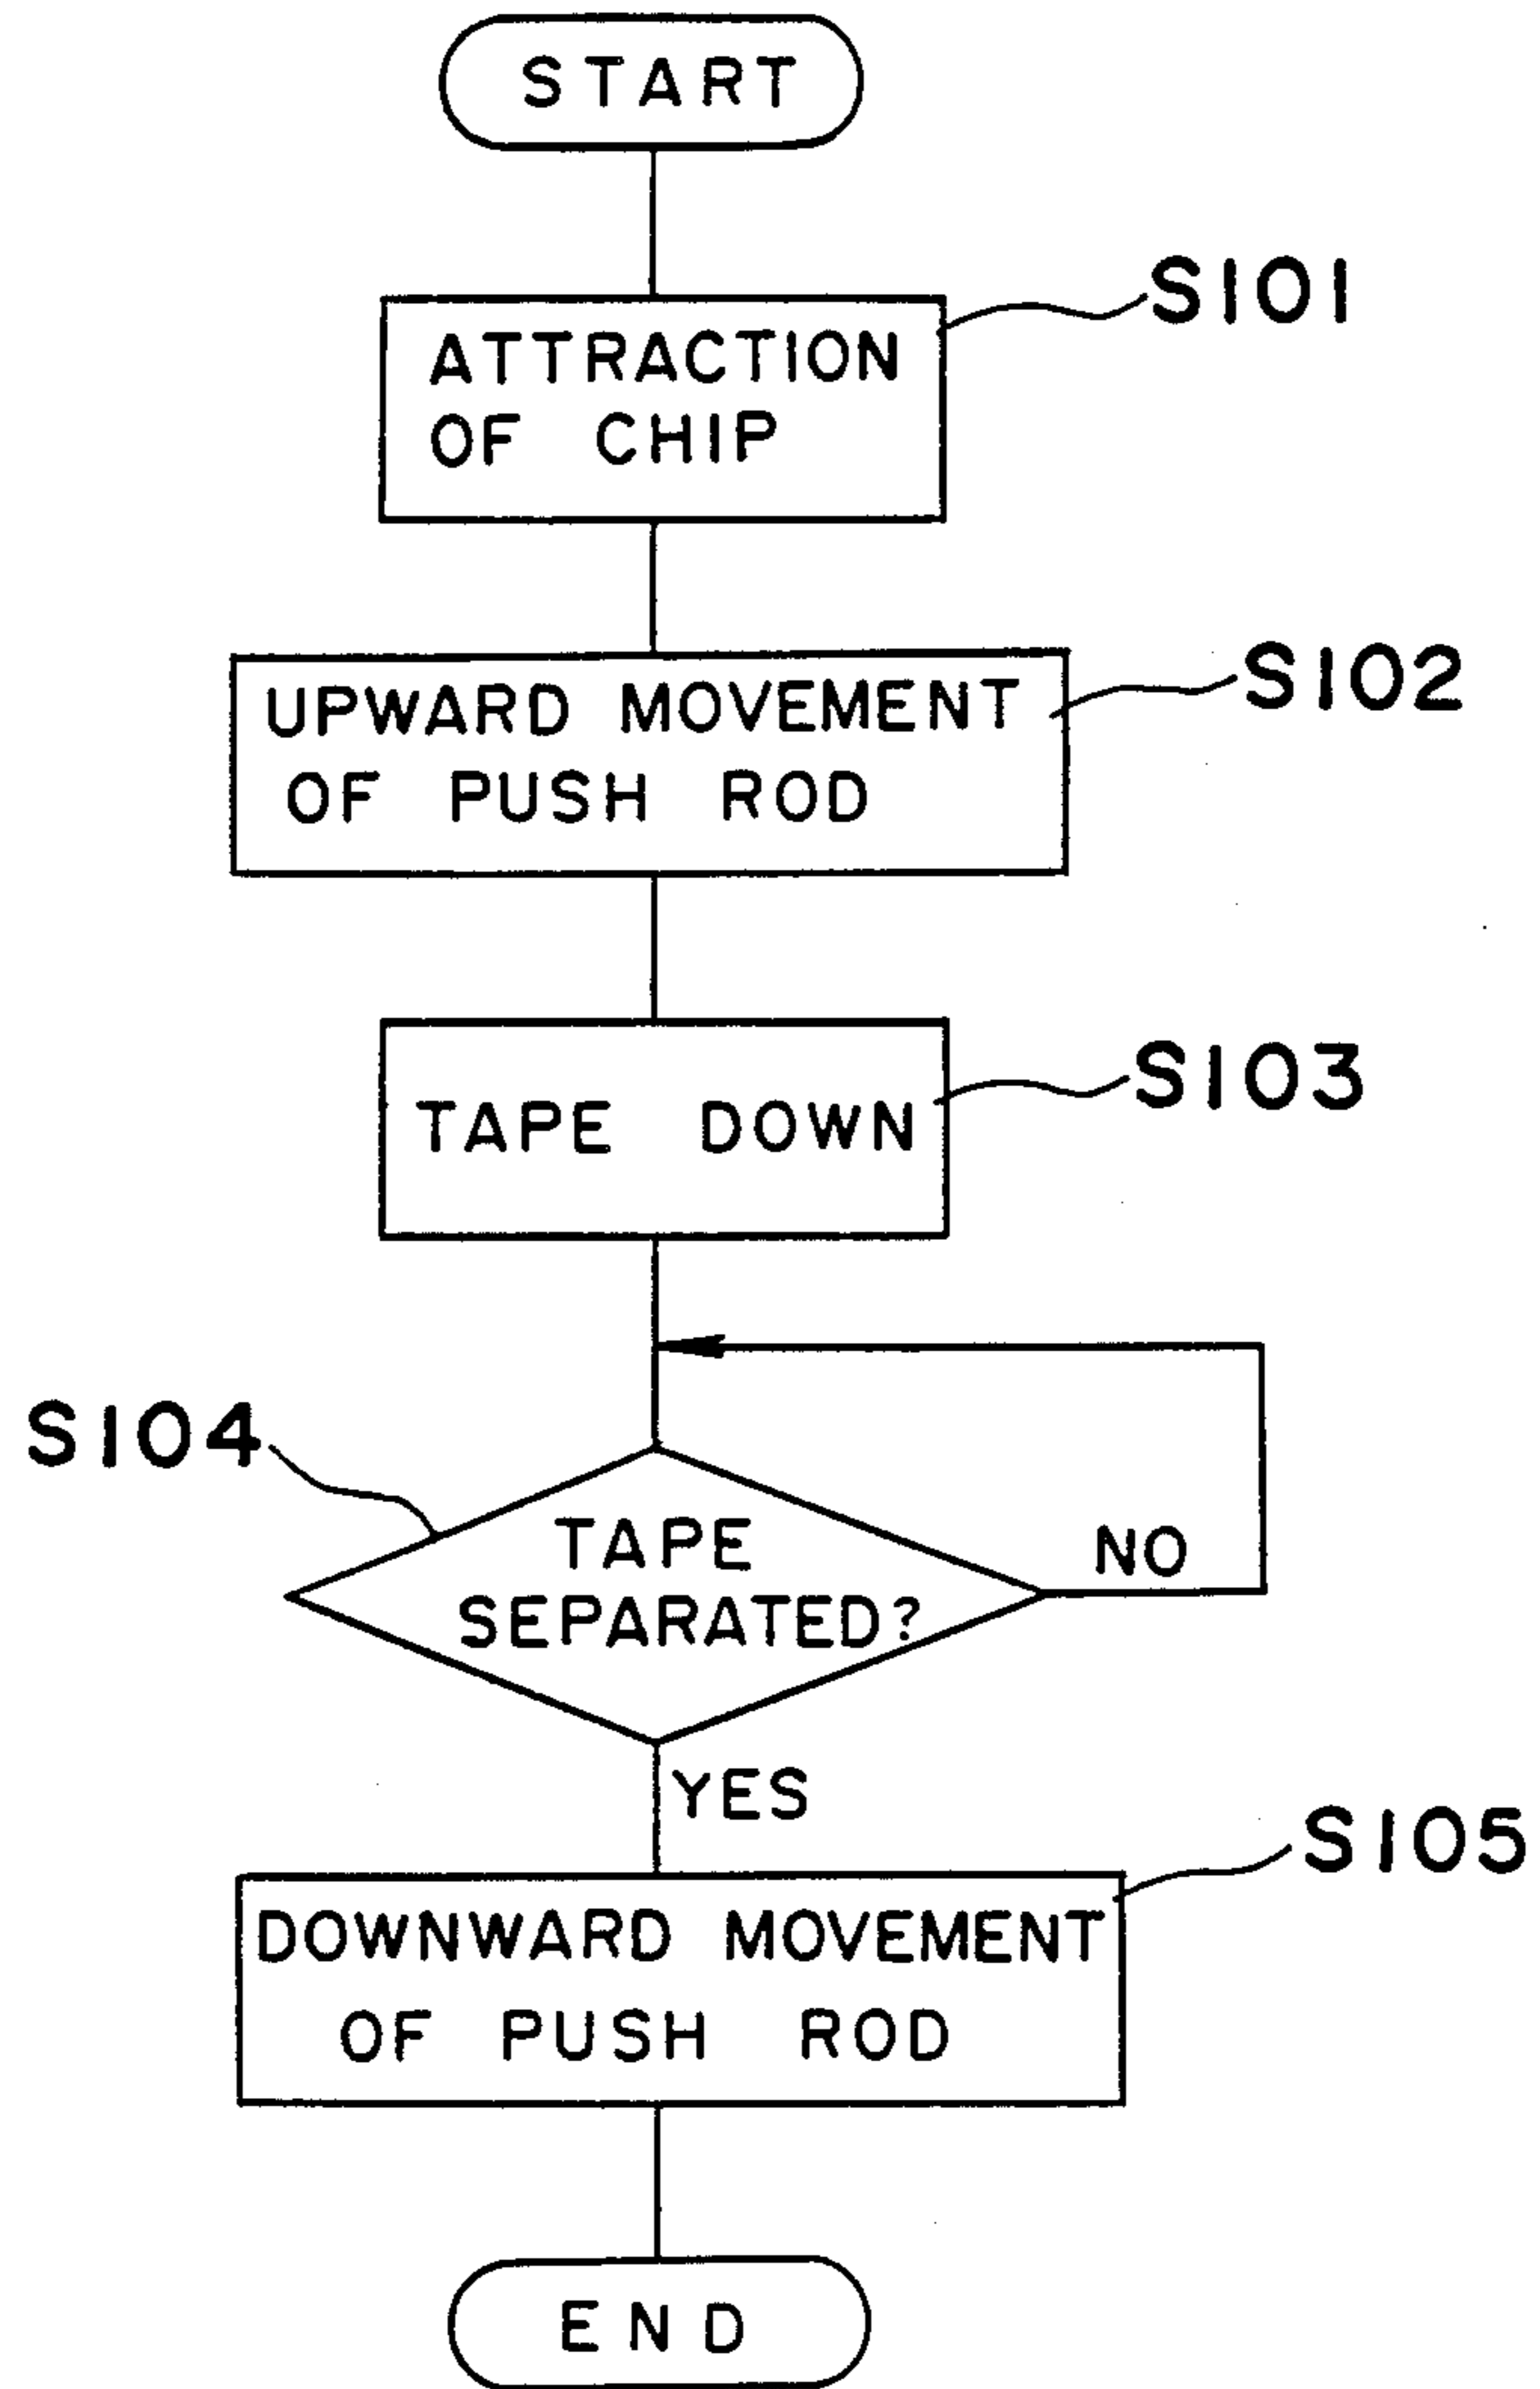 START
S101
ATTRACTION
OF CHIP
S102
UPWARD MOVEMENT
OF PUSH ROD
S103
TAPE DOWN
S104
TAPE
SEPARATED?
NO
YES
S105
DOWNWARD MOVEMENT
OF PUSH ROD
END